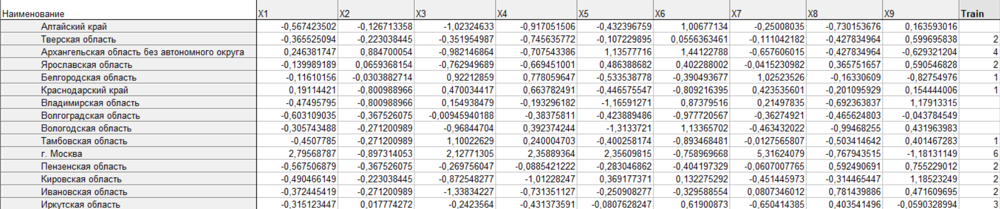 Наименование X1 X2 X3 X4 X5 X6 X7 X8 X9 Train
Алтайский край -0,567423502 -0,126713358 -1,02324633 -0,917051506 -0,432396759 1,00677134 -0,25008035 -0,730153676 0,163593016
Тверская область -0,365525094 -0,223038445 -0,351954987 -0,745635772 -0,107229895 0,0556363461 -0,111042182 -0,427834964 0,599695838 2
Архангельская область без автономного округа 0,246381747 0,884700054 -0,982146864 -0,707543386 1,13577716 1,44122788 -0,657606015 -0,427834964 -0,629321204 4
Ярославская область -0,139989189 0,0659368154 -0,762949689 -0,669451001 0,486388682 0,402288002 -0,0415230982 0,365751657 0,590546828 2
Белгородская область -0,11610156 -0,0303882714 0,92212859 0,778059647 -0,533538778 -0,390493677 1,02523526 -0,16330609 -0,82754976 1
Краснодарский край 0,19114421 -0,800988966 0,470034417 0,663782491 -0,446575547 -0,809216395 0,423535601 -0,201095929 0,154444006 1
Владимирская область -0,47495795 -0,800988966 0,154938479 -0,193296182 -1,16591271 0,87379516 0,21497835 -0,692363837 1,17913315
Волгоградская область -0,603109035 -0,367526075 -0,00945940188 -0,38375811 -0,423889486 -0,977720567 -0,36274921 -0,465624803 -0,043784549
Вологодская область -0,305743488 -0,271200989 -0,96844704 0,392374244 -1,3133721 1,13365702 -0,463432022 -0,99468255 0,431963983
Тамбовская область -0,4507785 -0,271200989 1,10022629 0,240004703 -0,400258174 -0,893468481 -0,0127565807 -0,503414642 0,401467283 1
г. Москва 2,79568787 -0,897314053 2,12771305 2,35889364 2,35609815 -0,758969668 5,31624079 -0,767943515 -1,18131149 6
Пензенская область -0,567506879 -0,367526075 -0,269756047 -0,0885421222 -0,283046862 -0,404197329 -0,0607007765 0,592490691 0,755229012 2
Кировская область -0,490466149 -0,223038445 -0,872548277 -1,01228247 0,369177371 0,132275292 -0,451445973 -0,314465447 1,18523249 2
Ивановская область -0,372445419 -0,271200989 -1,33834227 -0,731351127 -0,250908277 -0,329588554 0,0807346012 0,781439886 0,471609695 2
Иркутская область -0,315123447 0,017774272 -0,2423564 -0,431373591 -0,0807628247 0,61900873 -0,650414385 0,403541496 -0,0590328994 3